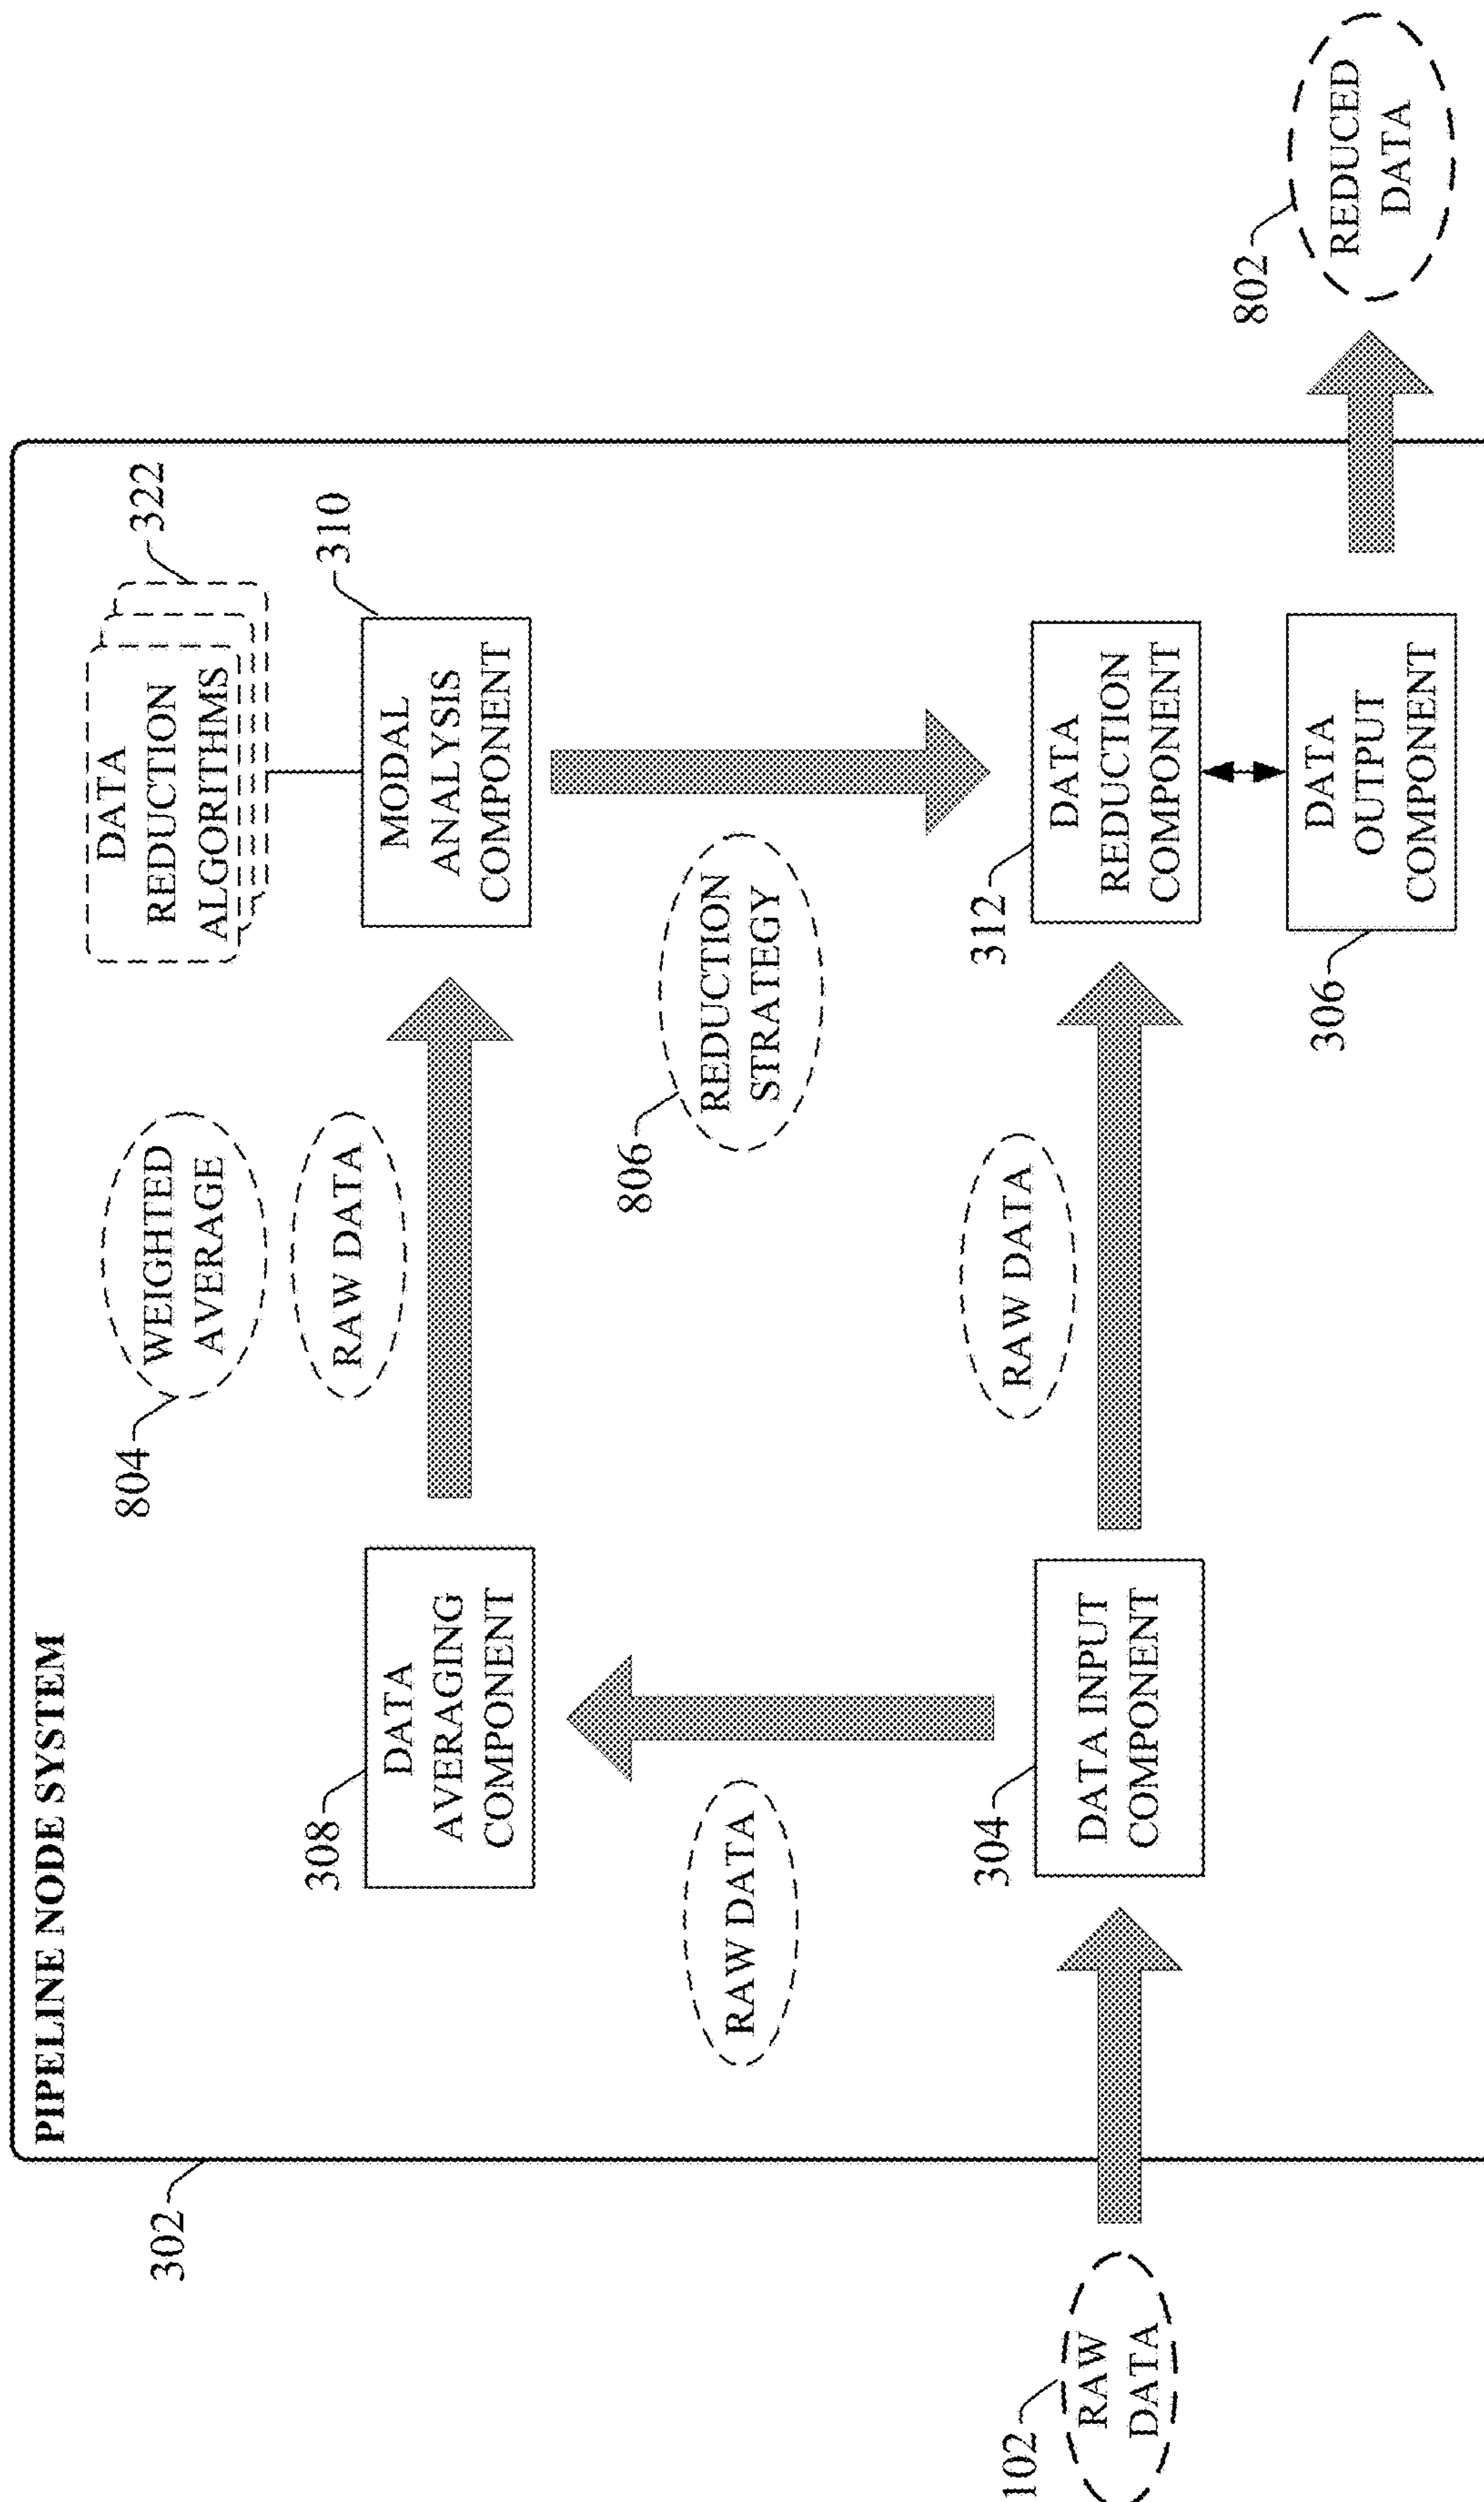 PIPELINE NODE SYSTEM
302
804
WEIGHTED
AVERAGE
RAW DATA
DATA
REDUCTION
ALGORITHMS
322
308
DATA
AVERAGING
COMPONENT
MODAL
ANALYSIS
COMPONENT
310
RAW DATA
806
REDUCTION
STRATEGY
102
RAW
DATA
304
DATA INPUT
COMPONENT
RAW DATA
312
DATA
REDUCTION
COMPONENT
306
DATA
OUTPUT
COMPONENT
802
REDUCED
DATA